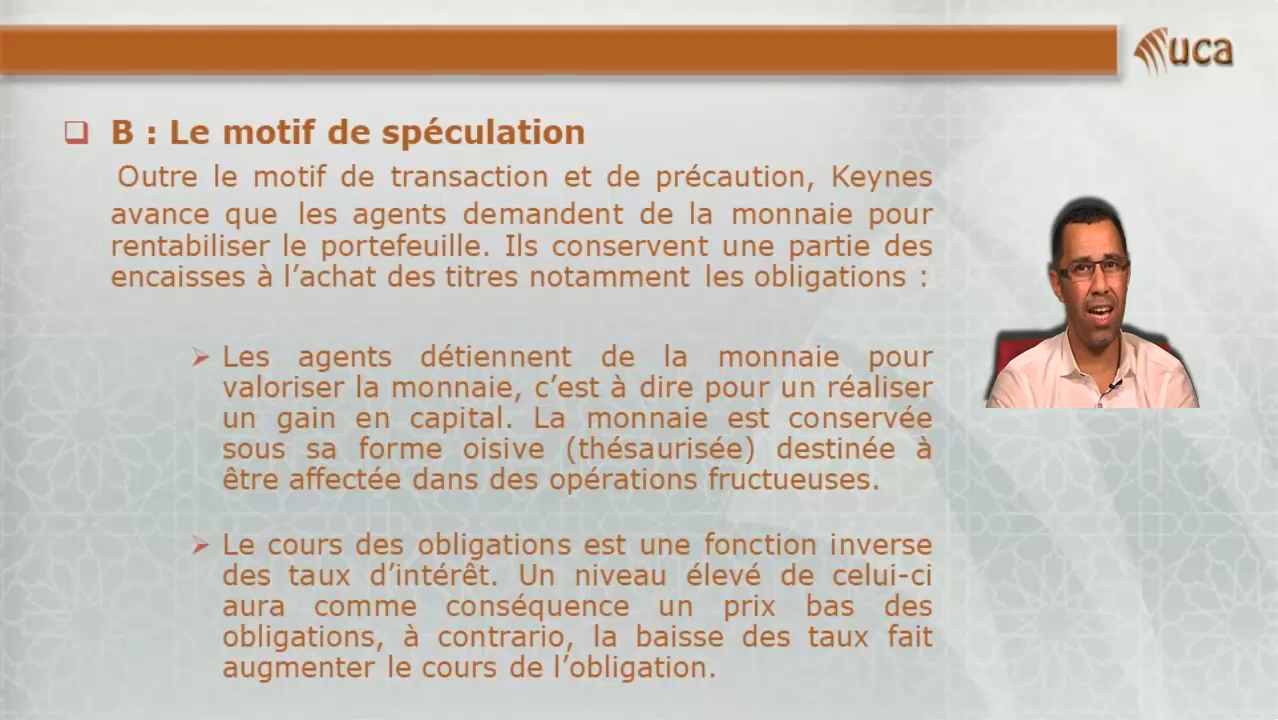 uca
B : Le motif de spéculation
Outre le motif de transaction et de précaution, Keynes
avance que les agents demandent de la monnaie pour
rentabiliser le portefeuille. Ils conservent une partie des
encaisses à l’achat des titres notamment les obligations :
Les agents détiennent de la monnaie pour
valoriser la monnaie, c’est à dire pour un réaliser
un gain en capital. La monnaie est conservée
sous sa forme oisive (thésaurisée) destinée à
être affectée dans des opérations fructueuses.
Le cours des obligations est une fonction inverse
des taux d’intérêt. Un niveau élevé de celui-ci
aura comme conséquence un prix bas des
obligations, à contrario, la baisse des taux fait
augmenter le cours de l’obligation.